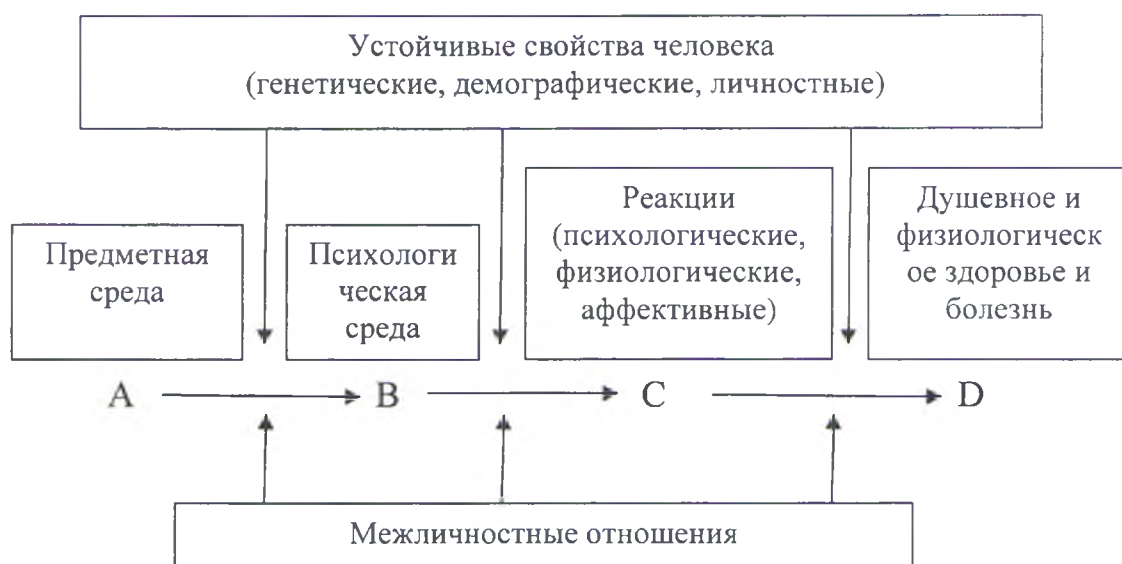 Устойчивые свойства человека
(генетические, демографические, личностные)
Предметная
среда
Психологи
ческая
среда
Реакции
(психологические,
физиологические,
аффективные)
Душевное и
физиологическ
ое здоровье и
болезнь
A
B
C
D
Межличностные отношения